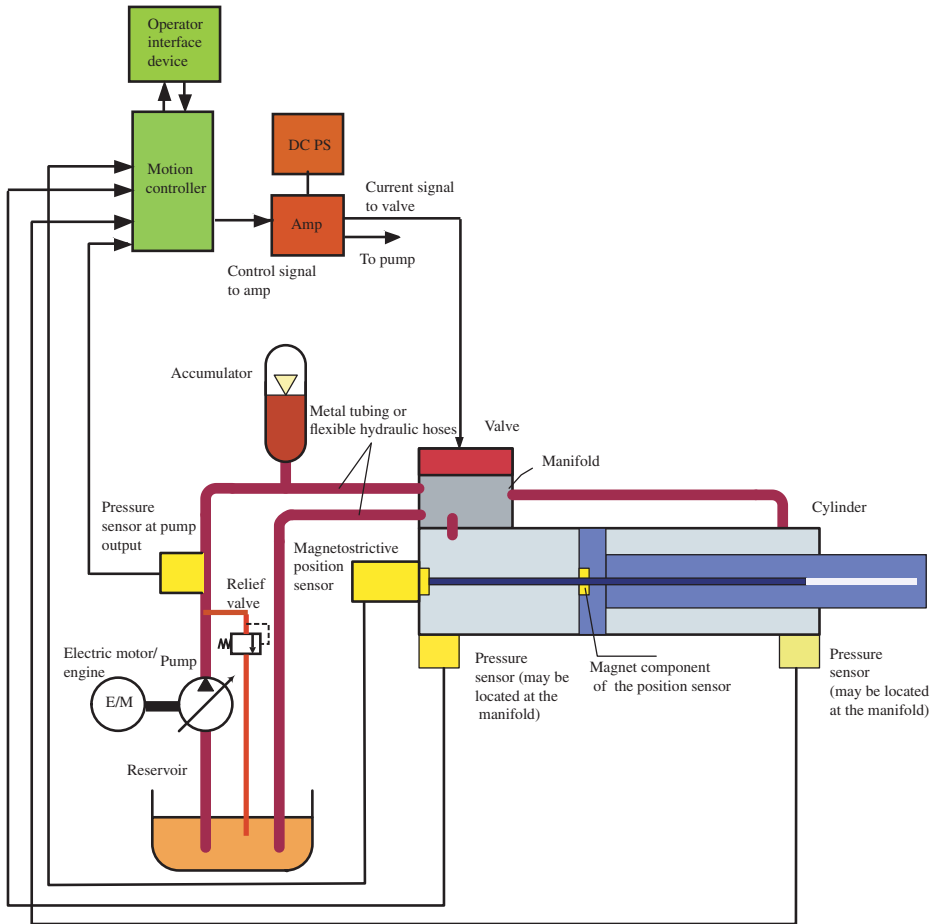 Operator
interface
device
DC PS
Motion
controller
Current signal
to valve
Amp
To pump
Control signal
to amp
Accumulator
Metal tubing or
flexible hydraulic hoses
Valve
Manifold
Cylinder
Pressure
sensor at pump
output
Magnetostrictive
position
sensor
Relief
valve
Electric motor/
engine
Pump
E/M
Pressure
sensor (may be
located at the
manifold)
Magnet component
of the position sensor
Pressure
sensor
(may be located
at the manifold)
Reservoir